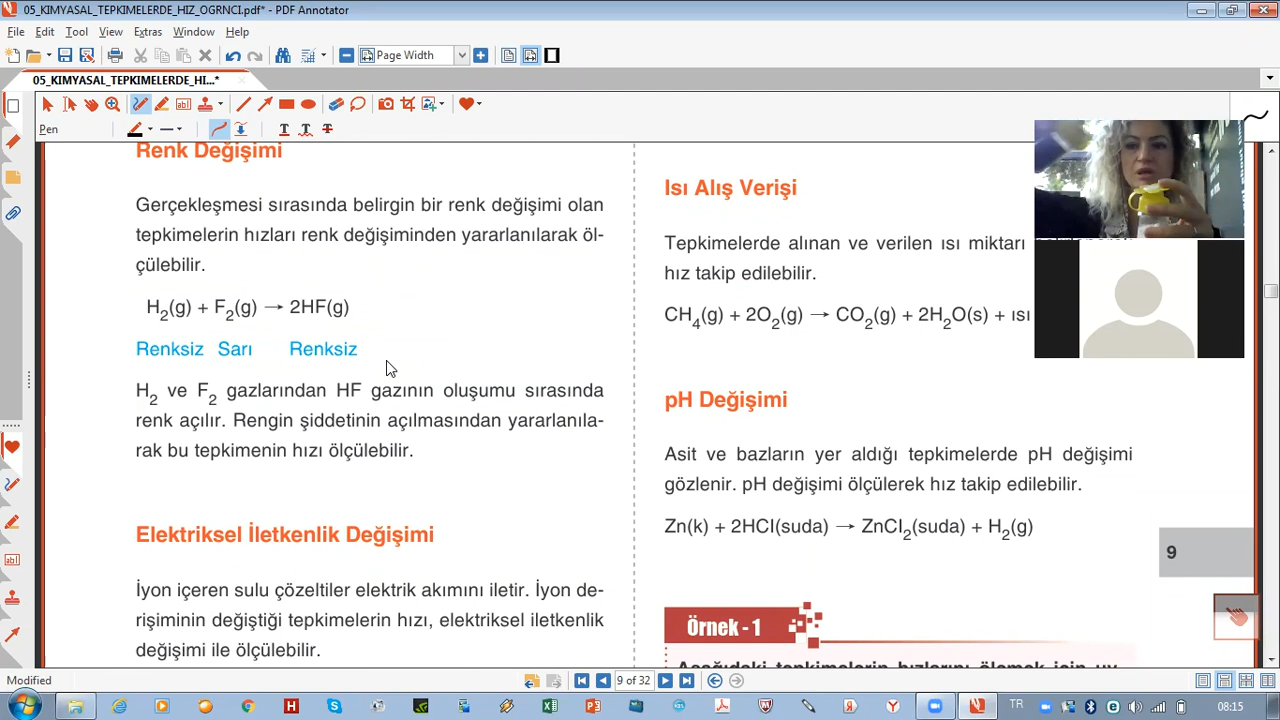 05_KIMYASAL_TEPKIMELERDE_HIZ_OGRNCI.pdf* - PDF Annotator
File Edit Tool View Extras Window Help
Page Width
05_KIMYASAL_TEPKIMELERDE_HI...*
Pen
Renk Değişimi
Gerçekleşmesi sırasında belirgin bir renk değişimi olan
tepkimelerin hızları renk değişiminden yararlanılarak öl-
çülebilir.
H2(g) + F2(g) → 2HF(g)
Renksiz Sarı Renksiz
H2 ve F2 gazlarından HF gazının oluşumu sırasında
renk açılır. Rengin şiddetinin açılmasından yararlanıla-
rak bu tepkimenin hızı ölçülebilir.
Elektriksel İletkenlik Değişimi
İyon içeren sulu çözeltiler elektrik akımını iletir. İyon de-
rişiminin değiştiği tepkimelerin hızı, elektriksel iletkenlik
değişimi ile ölçülebilir.
Isı Alış Verişi
Tepkimelerde alınan ve verilen ısı miktarı
hız takip edilebilir.
CH4(g) + 2O2(g) → CO2(g) + 2H2O(s) + ısı
pH Değişimi
Asit ve bazların yer aldığı tepkimelerde pH değişimi
gözlenir. pH değişimi ölçülerek hız takip edilebilir.
Zn(k) + 2HCl(suda) → ZnCl2(suda) + H2(g)
9
Örnek - 1
Aşağıdaki tepkimelerin hızlarını ölçmek için uy-
Modified
9 of 32
TR
08:15